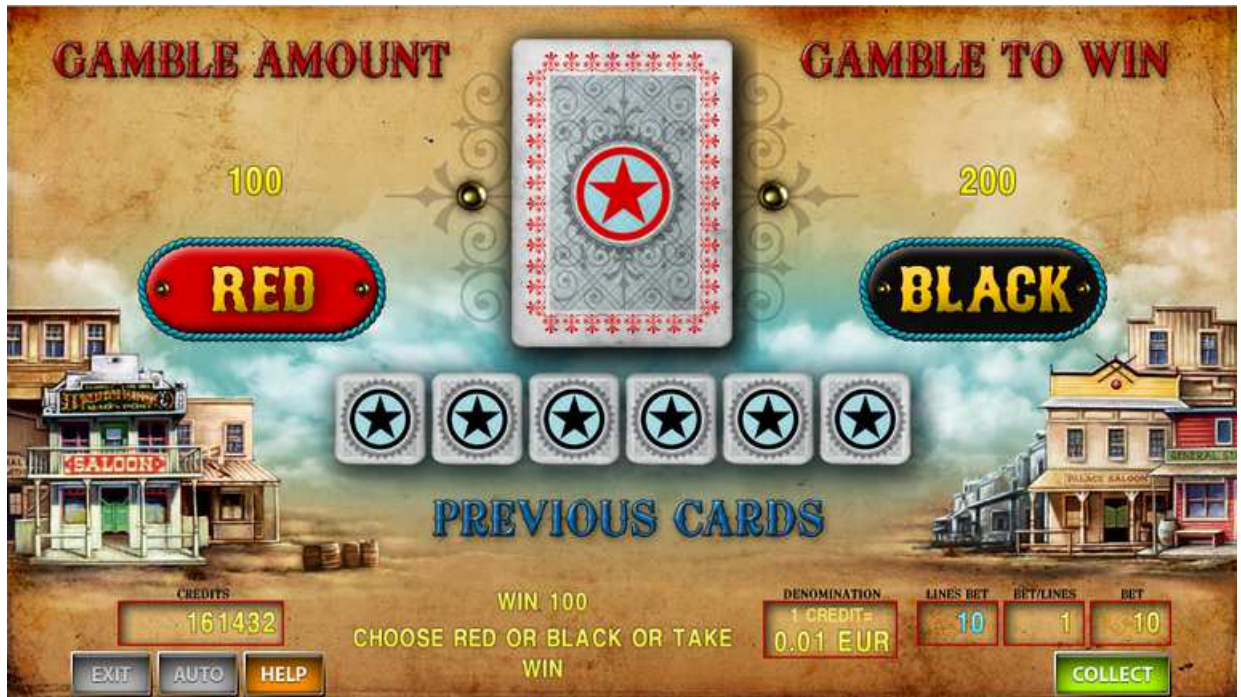 GAMBLE AMOUNT
GAMBLE TO WIN
100
200
RED
BLACK
SALOON
PALACE SALOON
PREVIOUS CARDS
CREDITS
161432
WIN 100
CHOOSE RED OR BLACK OR TAKE
WIN
DENOMINATION
1 CREDIT=
0.01 EUR
LINES BET
10
BET/LINES
1
BET
10
EXIT
AUTO
HELP
COLLECT